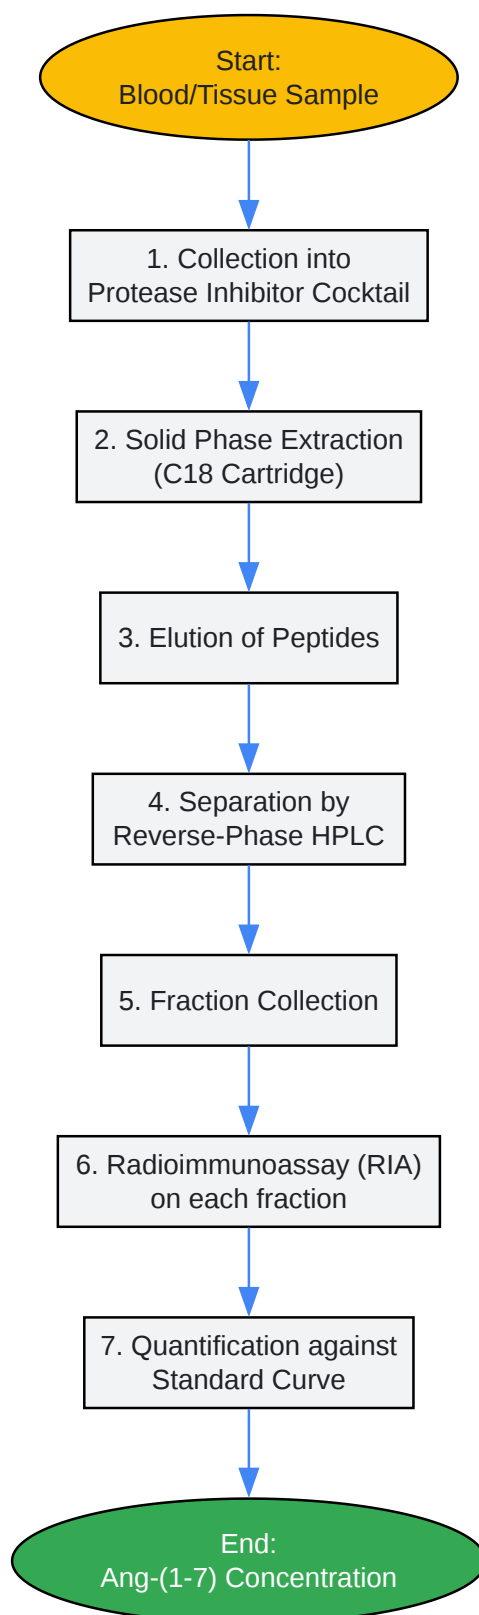 Start:
Blood/Tissue Sample
1. Collection into
Protease Inhibitor Cocktail
2. Solid Phase Extraction
(C18 Cartridge)
3. Elution of Peptides
4. Separation by
Reverse-Phase HPLC
5. Fraction Collection
6. Radioimmunoassay (RIA)
on each fraction
7. Quantification against
Standard Curve
End:
Ang-(1-7) Concentration